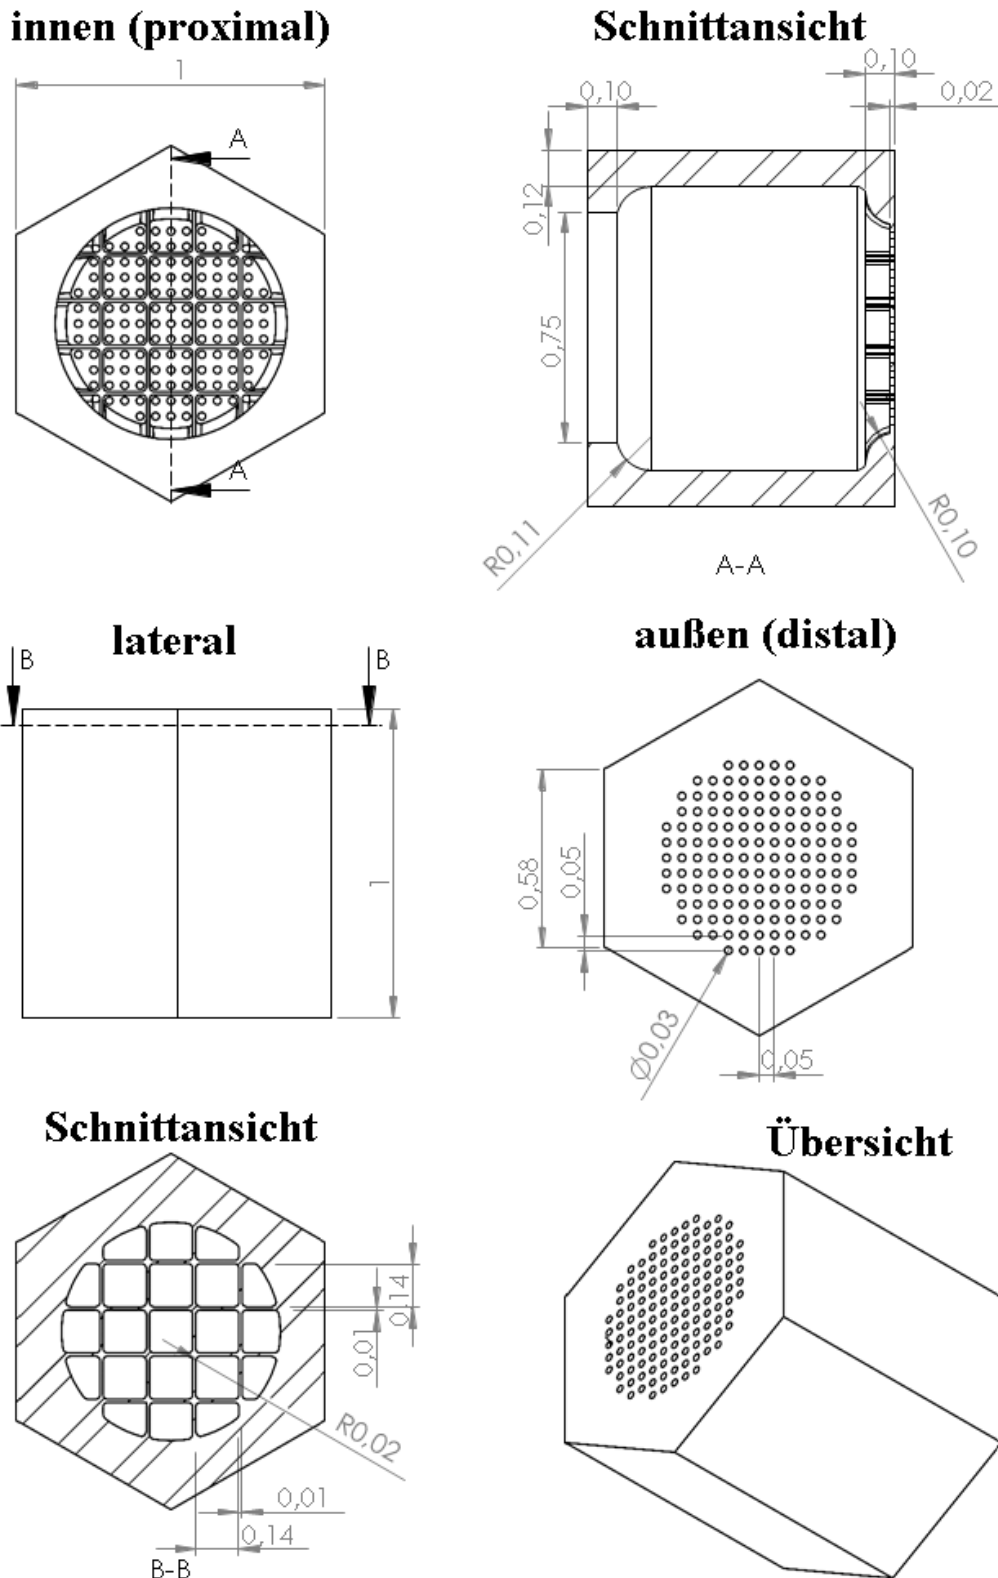 innen (proximal)
Schnittansicht
1
A
A
0,10
0,10
0,02
0,12
0,75
R0,11
R0,10
A-A
lateral
außen (distal)
B
B
1
0,58
0,05
Ø0,03
0,05
Schnittansicht
Übersicht
0,14
0,01
R0,02
0,01
0,14
B-B